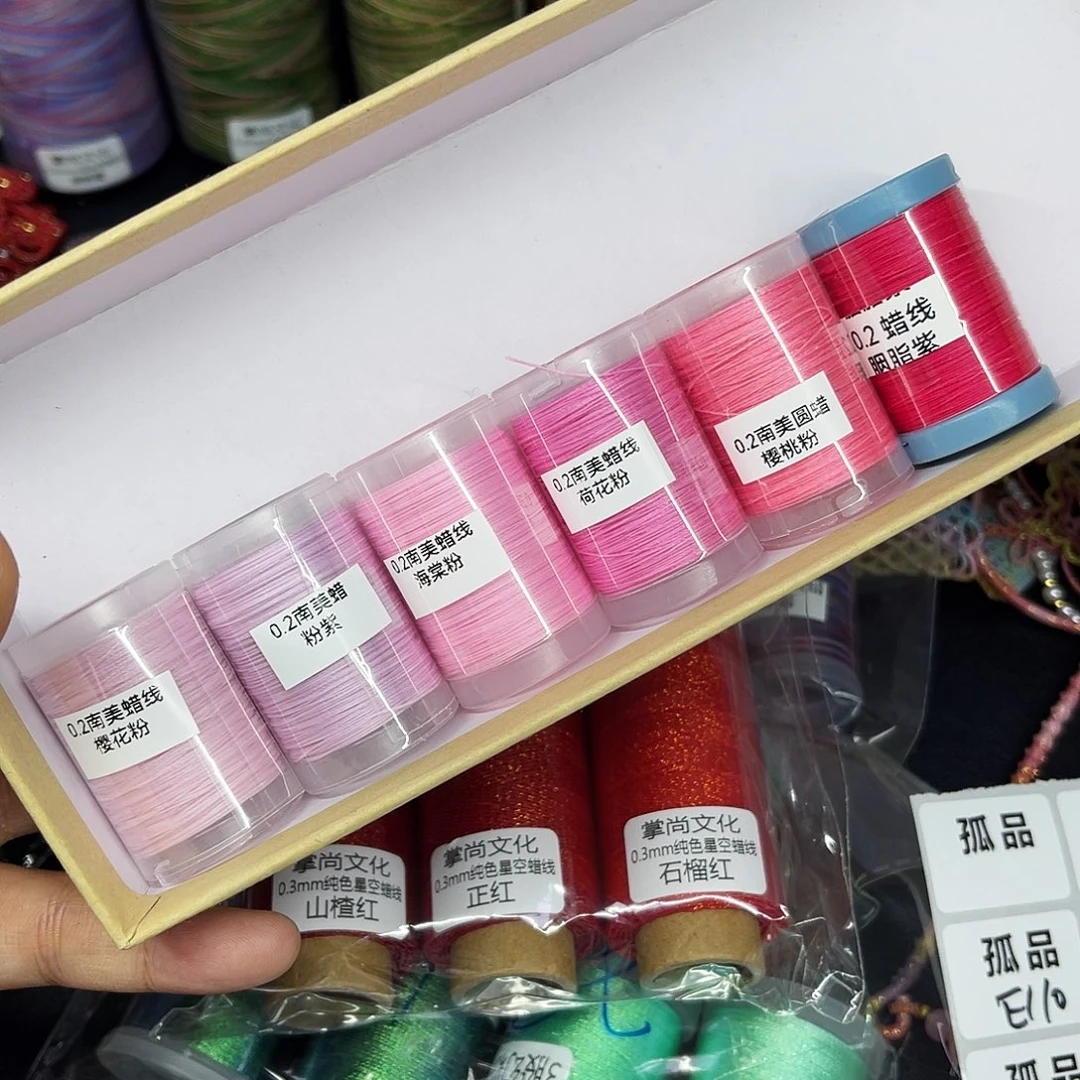 0.2南美蜡线
樱花粉
0.2南美蜡
粉紫
0.2南美蜡线
海棠粉
0.2南美蜡线
荷花粉
0.2南美圆蜡
樱桃粉
0.2 蜡线
胭脂紫
掌尚文化
0.3mm纯色星空蜡线
山楂红
掌尚文化
0.3mm纯色星空蜡线
正红
掌尚文化
0.3mm纯色星空蜡线
石榴红
孤品
孤品
孤品